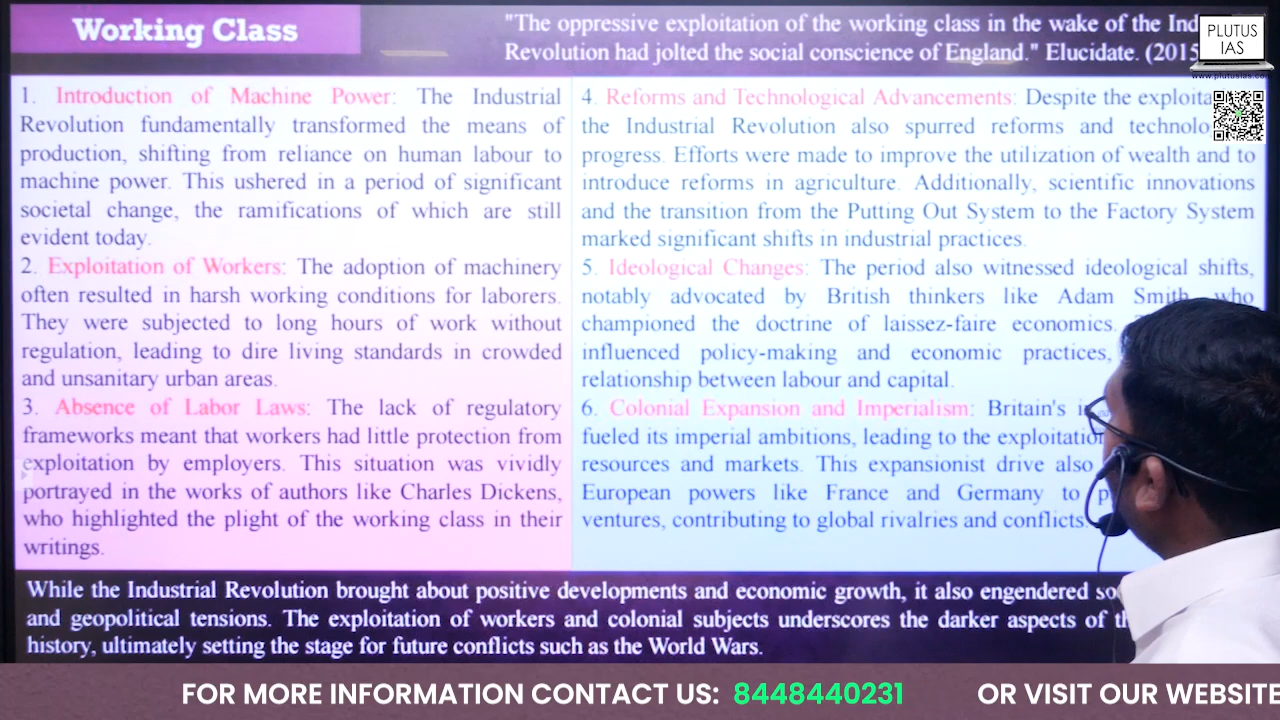 Working Class
"The oppressive exploitation of the working class in the wake of the Ind
Revolution had jolted the social conscience of England." Elucidate. (2015
PLUTUS
IAS
www.plutusias.com
1. Introduction of Machine Power: The Industrial
Revolution fundamentally transformed the means of
production, shifting from reliance on human labour to
machine power. This ushered in a period of significant
societal change, the ramifications of which are still
evident today.
2. Exploitation of Workers: The adoption of machinery
often resulted in harsh working conditions for laborers.
They were subjected to long hours of work without
regulation, leading to dire living standards in crowded
and unsanitary urban areas.
3. Absence of Labor Laws: The lack of regulatory
frameworks meant that workers had little protection from
exploitation by employers. This situation was vividly
portrayed in the works of authors like Charles Dickens,
who highlighted the plight of the working class in their
writings.
4. Reforms and Technological Advancements: Despite the exploita
the Industrial Revolution also spurred reforms and technolo
progress. Efforts were made to improve the utilization of wealth and to
introduce reforms in agriculture. Additionally, scientific innovations
and the transition from the Putting Out System to the Factory System
marked significant shifts in industrial practices.
5. Ideological Changes: The period also witnessed ideological shifts,
notably advocated by British thinkers like Adam Smith, who
championed the doctrine of laissez-faire economics.
influenced policy-making and economic practices,
relationship between labour and capital.
6. Colonial Expansion and Imperialism: Britain's
fueled its imperial ambitions, leading to the exploitation
resources and markets. This expansionist drive also
European powers like France and Germany to
ventures, contributing to global rivalries and conflicts.
While the Industrial Revolution brought about positive developments and economic growth, it also engendered
and geopolitical tensions. The exploitation of workers and colonial subjects underscores the darker aspects of
history, ultimately setting the stage for future conflicts such as the World Wars.
FOR MORE INFORMATION CONTACT US: 8448440231 OR VISIT OUR WEBSITE